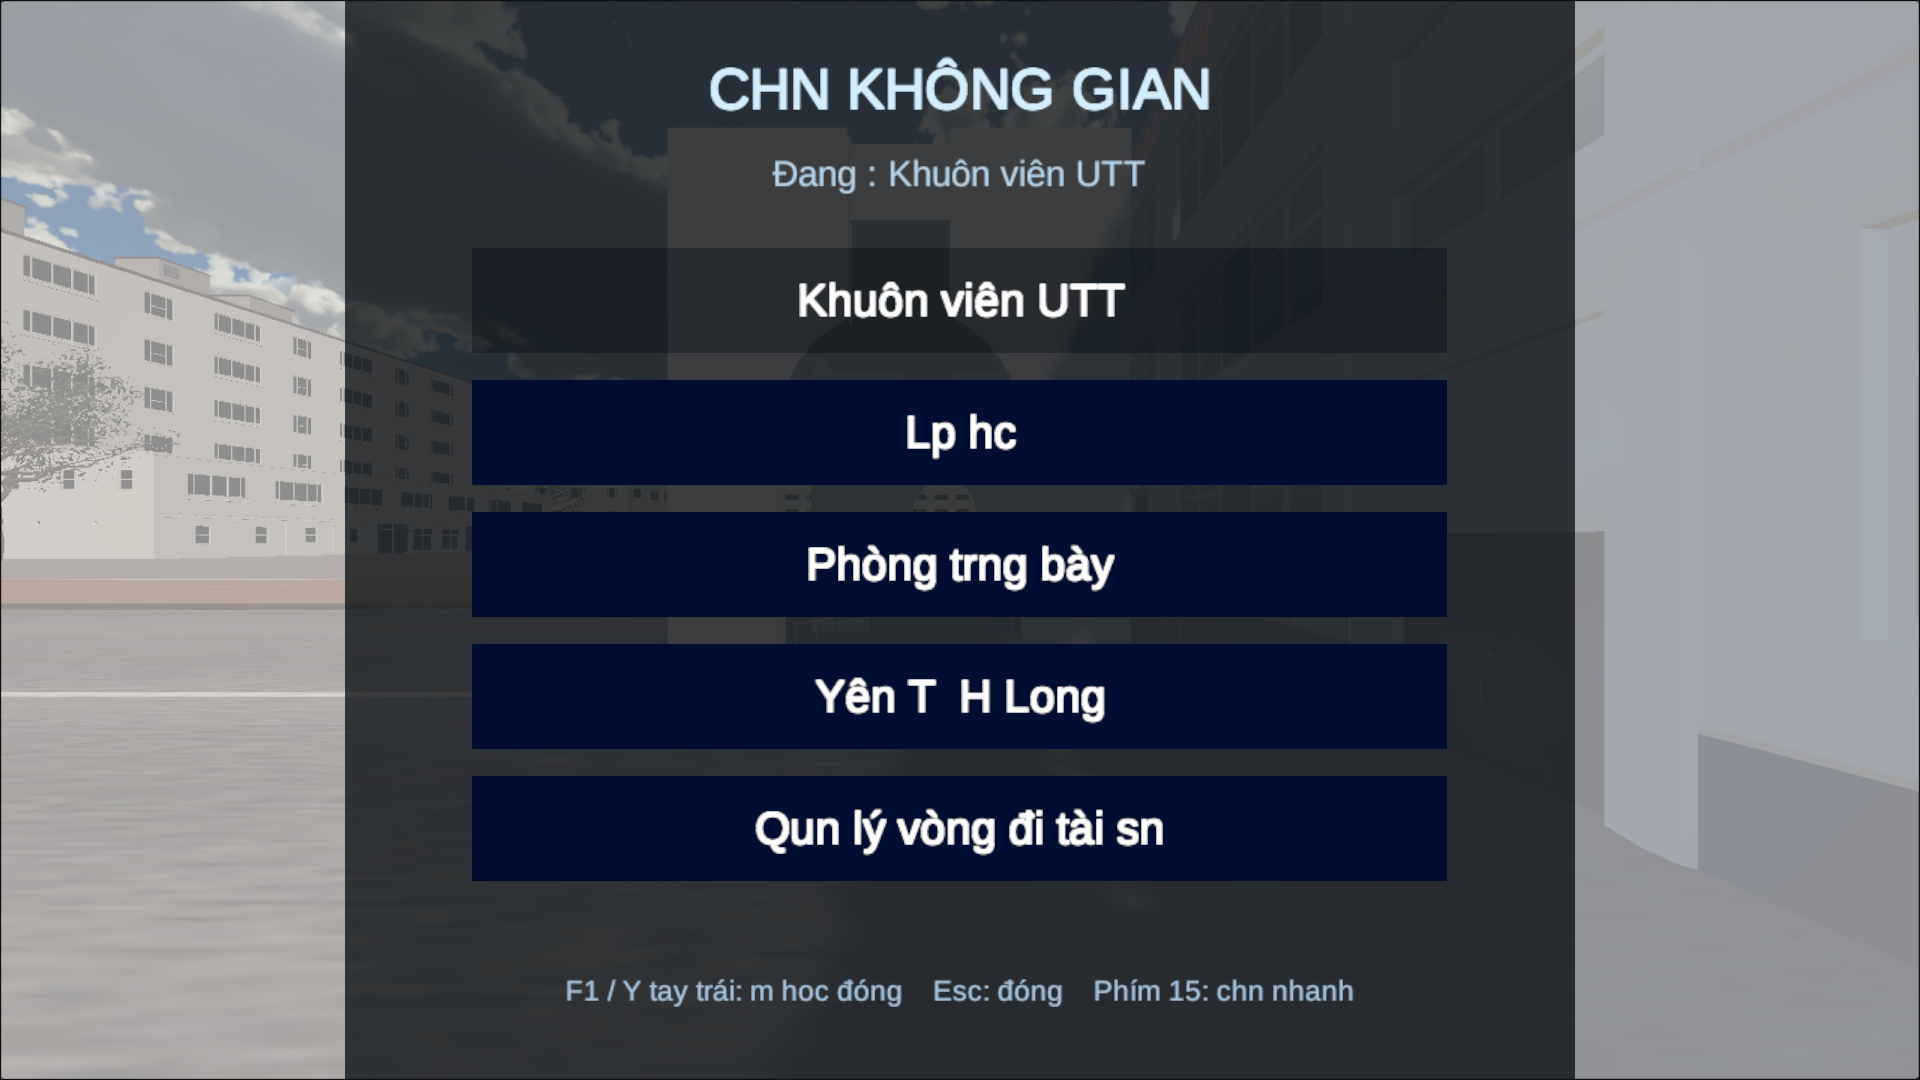 CHN KHÔNG GIAN
Đang : Khuôn viên UTT
Khuôn viên UTT
Lp hc
Phòng trng bày
Yên T  H Long
Qun lý vòng đi tài sn
F1 / Y tay trái: m hoc đóng    Esc: đóng    Phím 15: chn nhanh